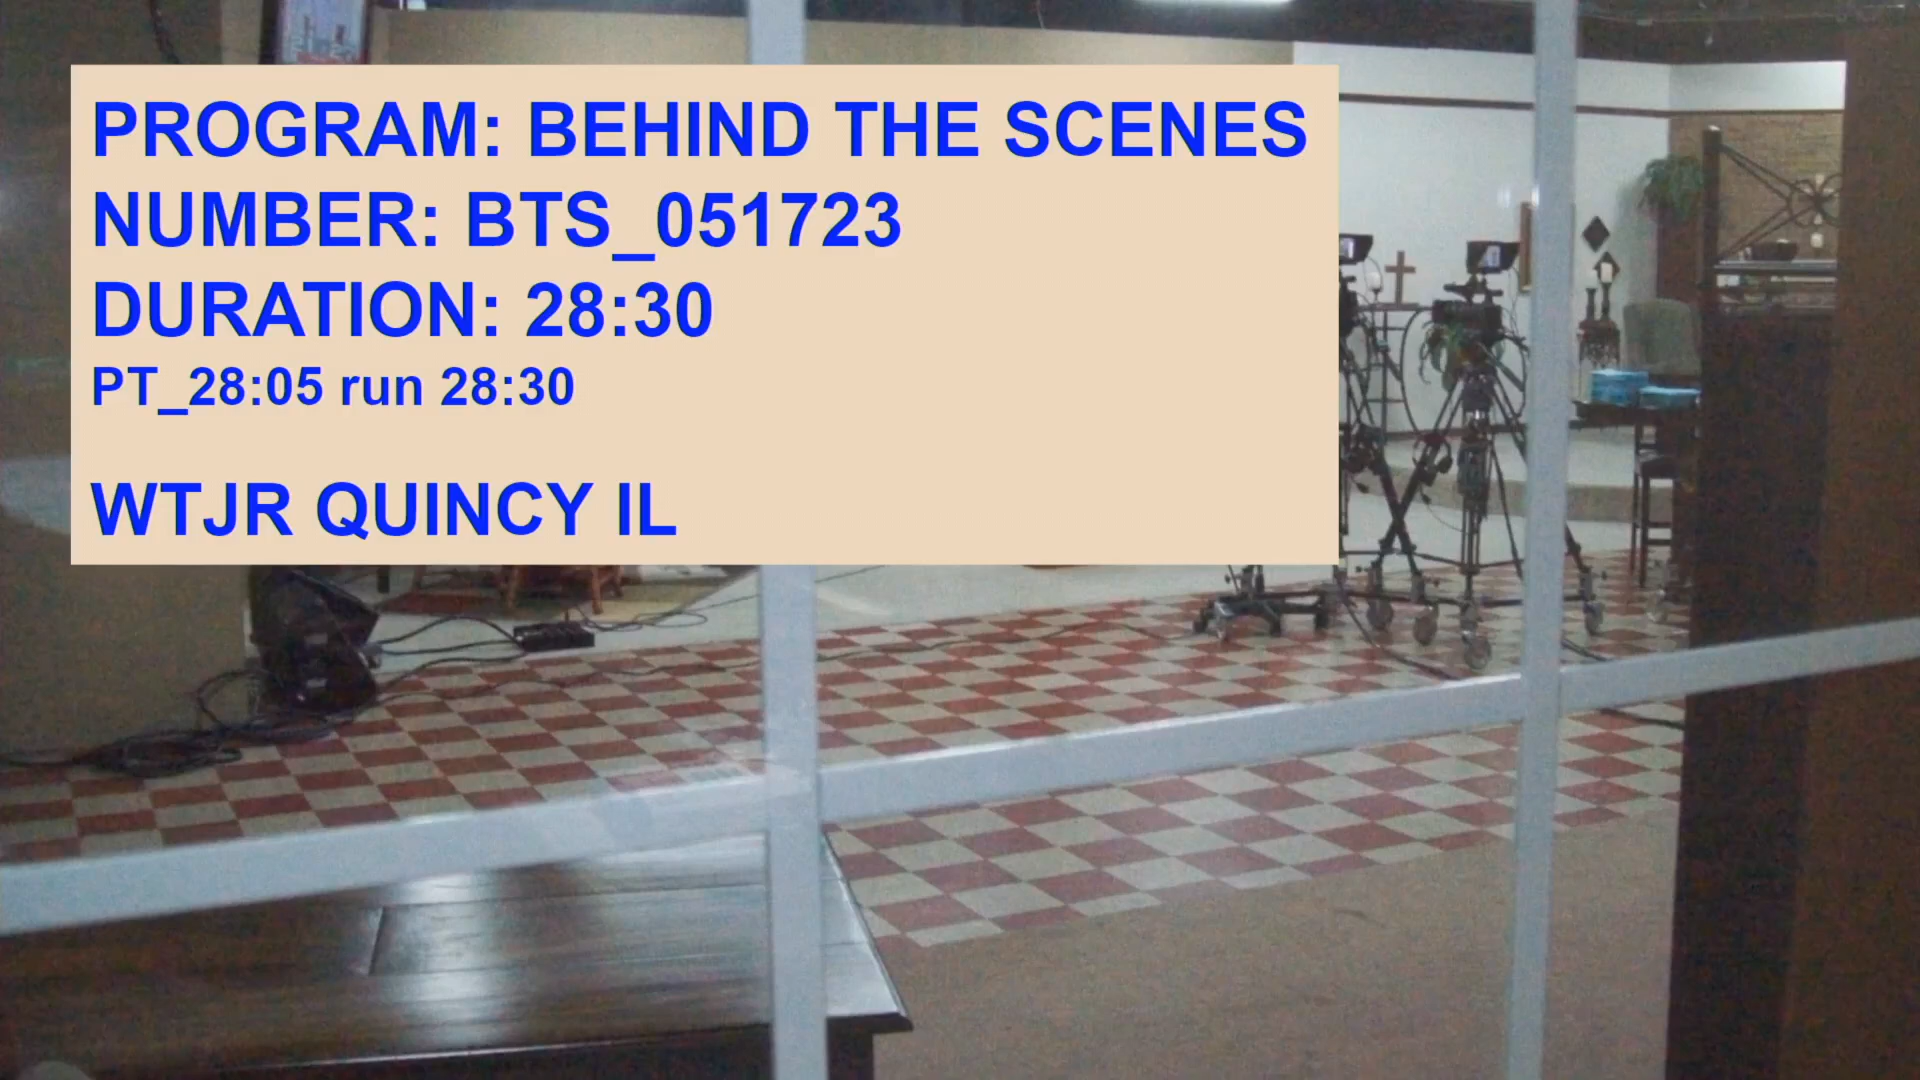 PROGRAM: BEHIND THE SCENES
NUMBER: BTS_051723
DURATION: 28:30
PT_28:05 run 28:30
WTJR QUINCY IL